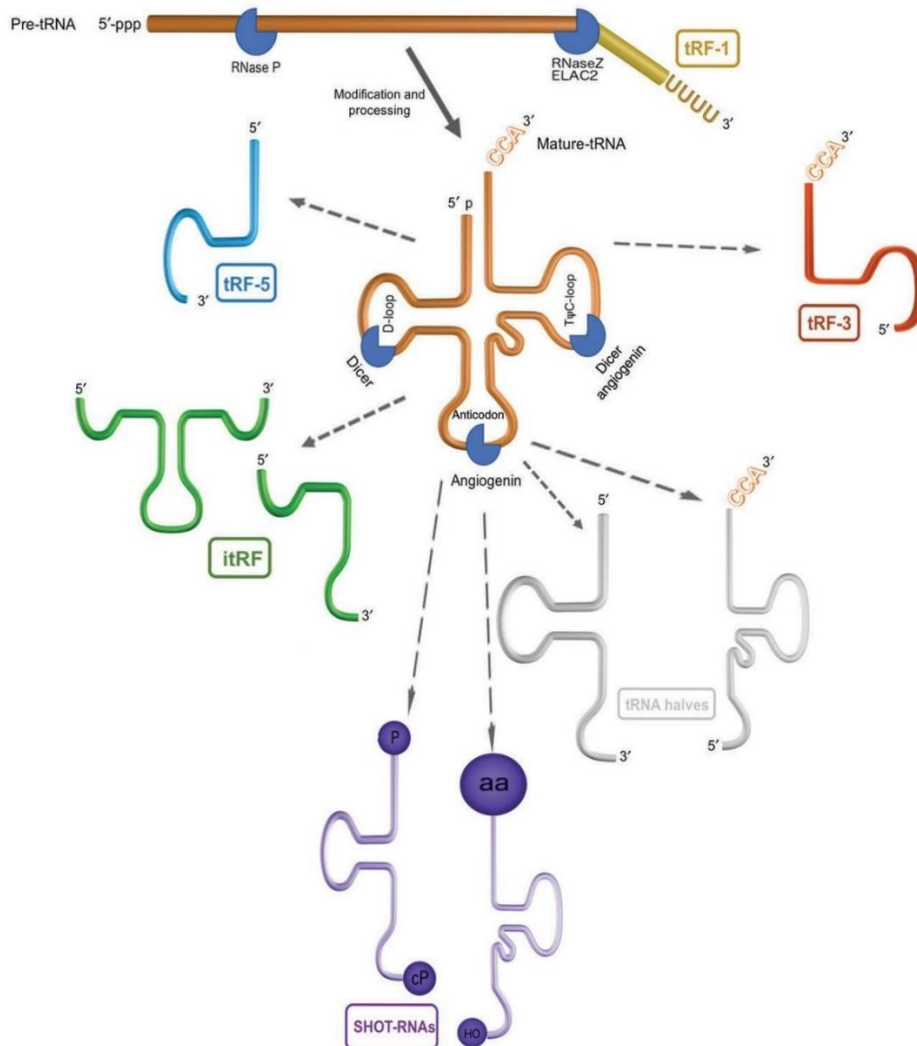 Pre-tRNA 5′-ppp
RNase P
RNaseZ
ELAC2
tRF-1
3′
Modification and
processing
CCA 3′
Mature-tRNA
5′
5′ p
CCA 3′
tRF-5
3′
D-loop
TψC-loop
tRF-3
5′
Dicer
Dicer
angiogenin
5′
3′
Anticodon
5′
Angiogenin
itRF
3′
5′
CCA 3′
tRNA halves
3′
5′
P
aa
cP
SHOT-RNAs
HO